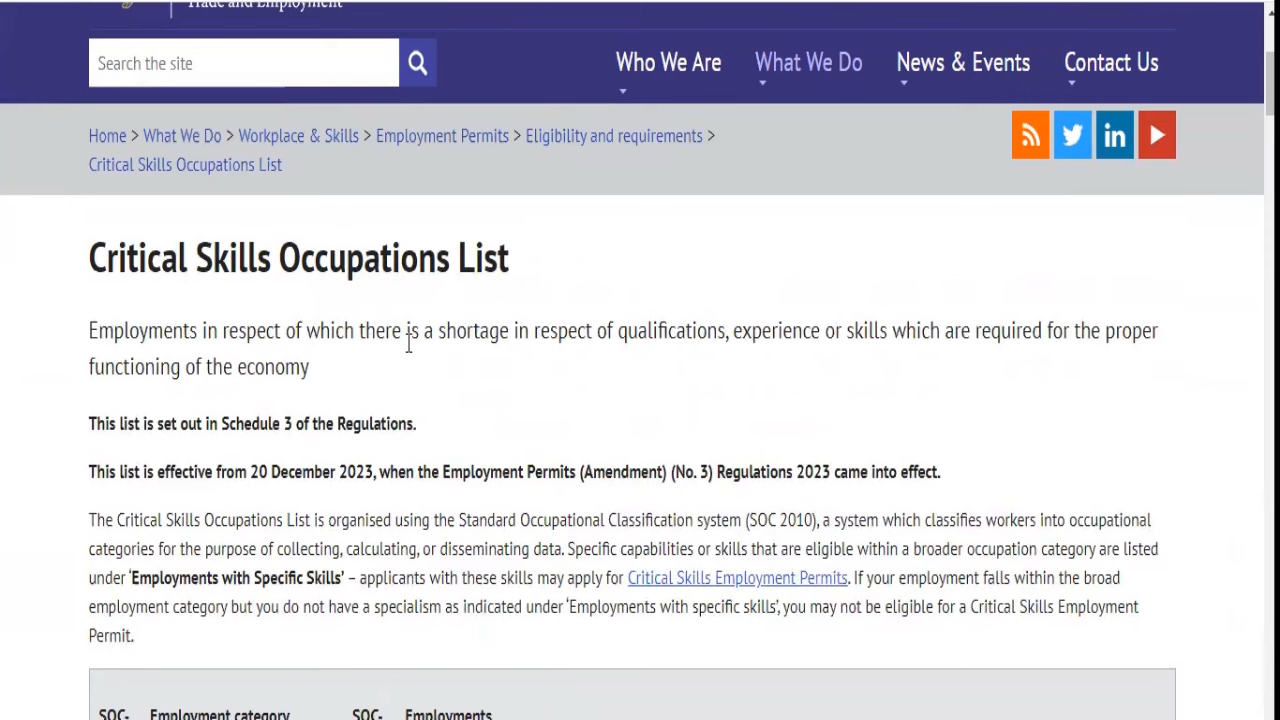 Trade and Employment
Search the site
Who We Are
What We Do
News & Events
Contact Us
Home > What We Do > Workplace & Skills > Employment Permits > Eligibility and requirements >
Critical Skills Occupations List
in
Critical Skills Occupations List
Employments in respect of which there is a shortage in respect of qualifications, experience or skills which are required for the proper
functioning of the economy
This list is set out in Schedule 3 of the Regulations.
This list is effective from 20 December 2023, when the Employment Permits (Amendment) (No. 3) Regulations 2023 came into effect.
The Critical Skills Occupations List is organised using the Standard Occupational Classification system (SOC 2010), a system which classifies workers into occupational
categories for the purpose of collecting, calculating, or disseminating data. Specific capabilities or skills that are eligible within a broader occupation category are listed
under ‘Employments with Specific Skills’ – applicants with these skills may apply for Critical Skills Employment Permits. If your employment falls within the broad
employment category but you do not have a specialism as indicated under ‘Employments with specific skills’, you may not be eligible for a Critical Skills Employment
Permit.
SOC- Employment category SOC- Employments